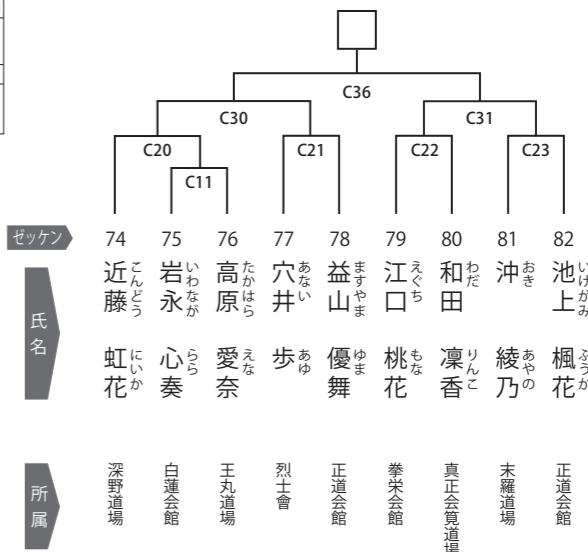 C36
C30
C31
C20
C21
C22
C23
C11
ゼッケン
74
75
76
77
78
79
80
81
82
氏名
近藤 虹花
こんどう にいか
岩永 心奏
いわなが らら
高原 愛奈
たかはら えな
穴井 歩
あない あゆ
益山 優舞
ますやま ゆま
江口 桃花
えぐち もな
和田 凜香
わだ りんこ
沖 綾乃
おき あやの
池上 楓花
いけがみ ふうか
所属
深野道場
白蓮会館
王丸道場
烈士會
正道会館
拳栄会館
真正会筧道場
末羅道場
正道会館